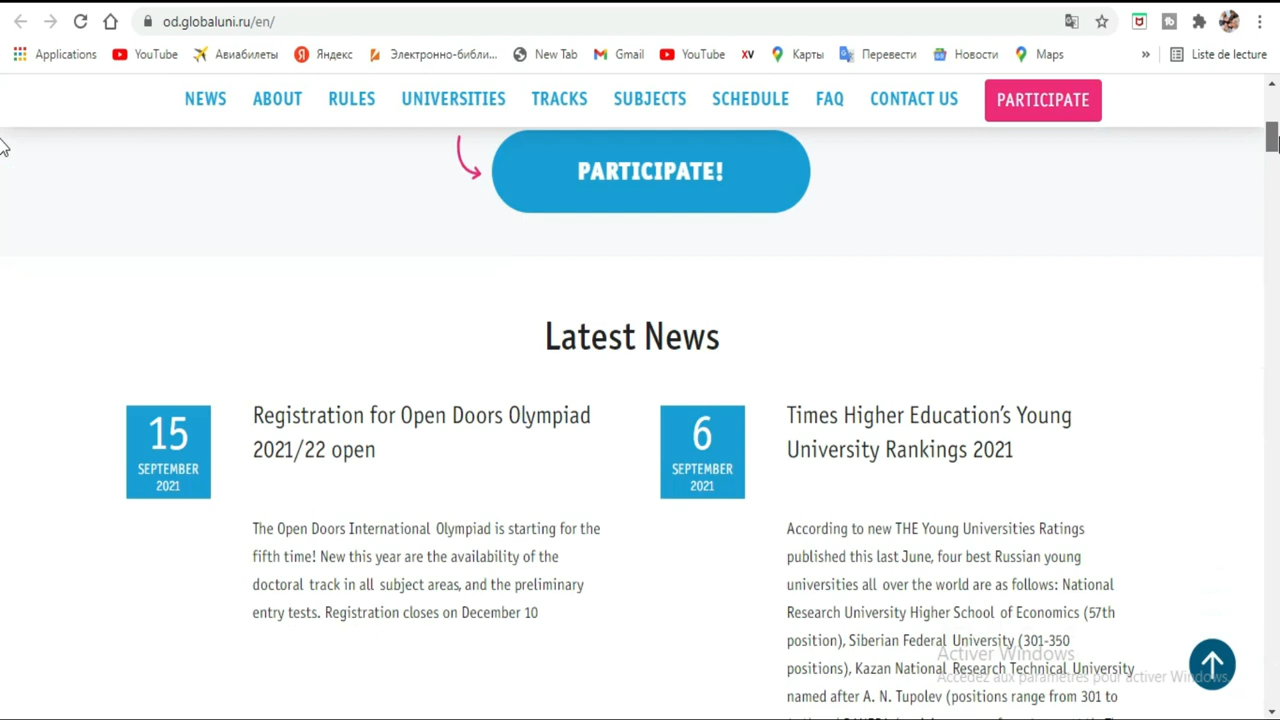 od.globaluni.ru/en/
Applications YouTube Авиабилеты Яндекс Электронно-библи... New Tab Gmail YouTube XV Карты Перевести Новости Maps » Liste de lecture
NEWS ABOUT RULES UNIVERSITIES TRACKS SUBJECTS SCHEDULE FAQ CONTACT US PARTICIPATE
PARTICIPATE!
Latest News
15
SEPTEMBER
2021
Registration for Open Doors Olympiad
2021/22 open
The Open Doors International Olympiad is starting for the
fifth time! New this year are the availability of the
doctoral track in all subject areas, and the preliminary
entry tests. Registration closes on December 10
6
SEPTEMBER
2021
Times Higher Education’s Young
University Rankings 2021
According to new THE Young Universities Ratings
published this last June, four best Russian young
universities all over the world are as follows: National
Research University Higher School of Economics (57th
position), Siberian Federal University (301-350
positions), Kazan National Research Technical University
named after A. N. Tupolev (positions range from 301 to
Activer Windows
Accédez aux paramètres pour activer Windows.